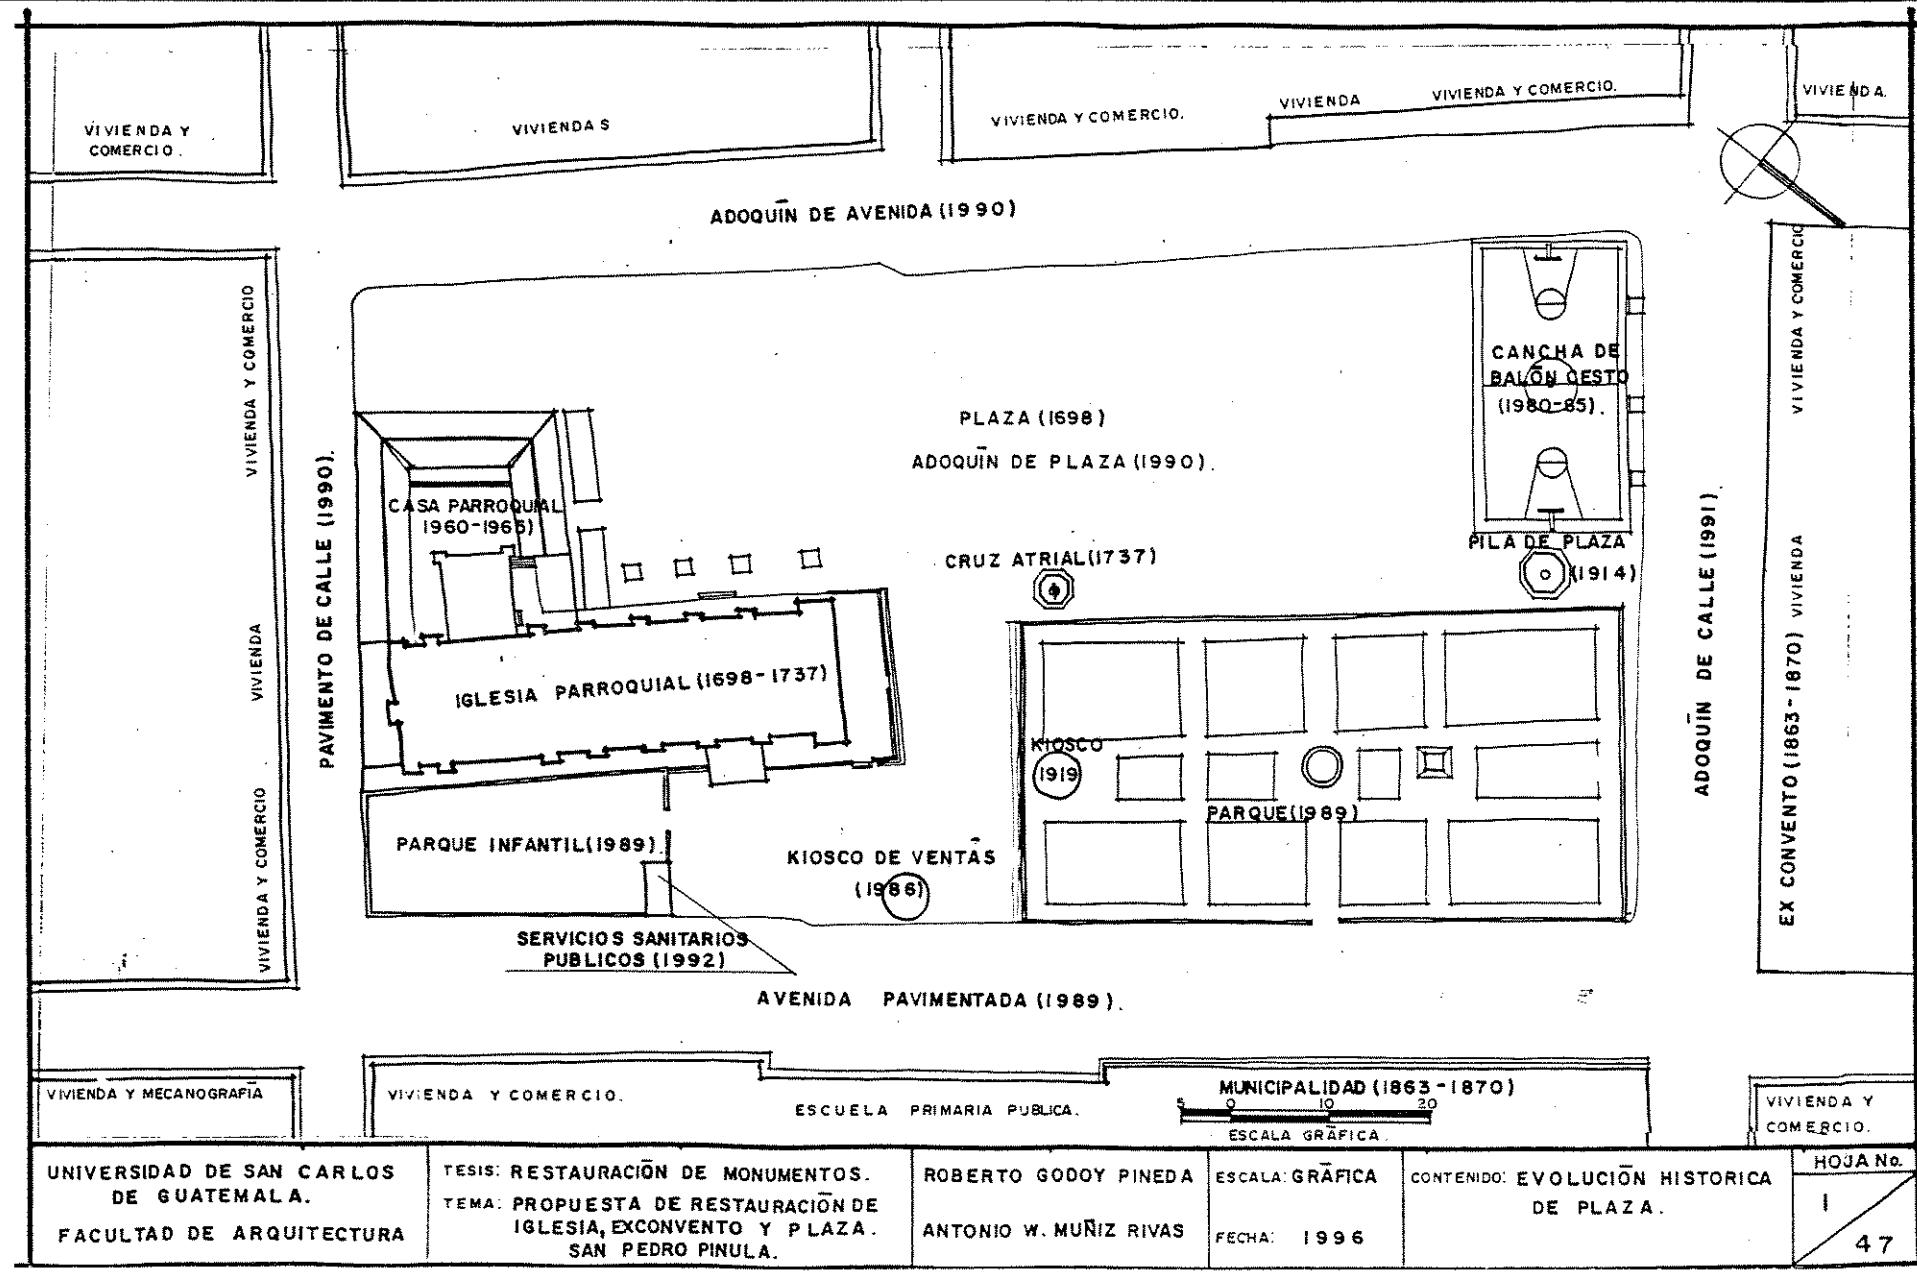 VIVIENDA Y
COMERCIO.
VIVIENDAS
VIVIENDA Y COMERCIO.
VIVIENDA
VIVIENDA Y COMERCIO.
VIVIENDA.
ADOQUIN DE AVENIDA (1990)
VIVIENDA Y COMERCIO
VIVIENDA
VIVIENDA Y COMERCIO
PAVIMENTO DE CALLE (1990).
CASA PARROQUIAL
1960-1965)
PLAZA (1698)
ADOQUÍN DE PLAZA (1990).
CANCHA DE
BALÓN CESTO
(1980-85).
CRUZ ATRIAL (1737)
PILA DE PLAZA
(1914)
IGLESIA PARROQUIAL (1698-1737)
KIOSCO
1919
PARQUE (1989)
PARQUE INFANTIL (1989).
KIOSCO DE VENTAS
(1986)
SERVICIOS SANITARIOS
PUBLICOS (1992)
ADOQUÍN DE CALLE (1991).
VIVIENDA Y COMERCIO
VIVIENDA
EX CONVENTO (1863-1870)
AVENIDA PAVIMENTADA (1989).
VIVIENDA Y MECANOGRAFÍA
VIVIENDA Y COMERCIO.
ESCUELA PRIMARIA PUBLICA.
MUNICIPALIDAD (1863-1870)
5 0 10 20
ESCALA GRÁFICA.
VIVIENDA Y
COMERCIO.
UNIVERSIDAD DE SAN CARLOS
DE GUATEMALA.
FACULTAD DE ARQUITECTURA
TESIS: RESTAURACIÓN DE MONUMENTOS.
TEMA: PROPUESTA DE RESTAURACIÓN DE
IGLESIA, EXCONVENTO Y PLAZA.
SAN PEDRO PINULA.
ROBERTO GODOY PINEDA
ANTONIO W. MUÑIZ RIVAS
ESCALA: GRÁFICA
FECHA: 1996
CONTENIDO: EVOLUCIÓN HISTORICA
DE PLAZA.
HOJA No.
1
47